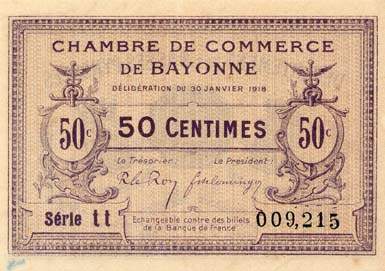 CHAMBRE DE COMMERCE
DE BAYONNE
DÉLIBÉRATION DU 30 JANVIER 1918
50c 50 CENTIMES 50c
Le Trésorier: Le President:
Série tt
009,215
Echangeable contre des billets
de la Banque de France